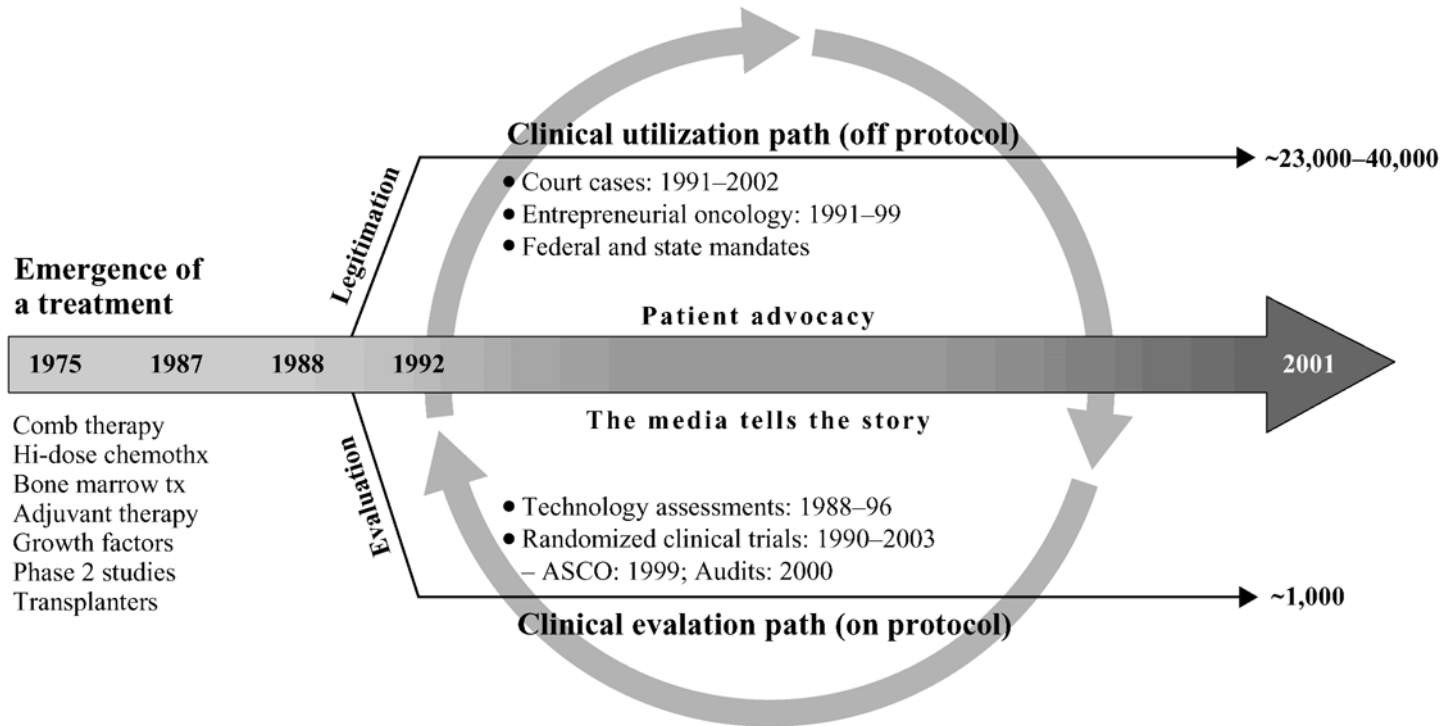 Clinical utilization path (off protocol)
~23,000–40,000
• Court cases: 1991–2002
• Entrepreneurial oncology: 1991–99
• Federal and state mandates
Legitimation
Emergence of
a treatment
Patient advocacy
1975 1987 1988 1992 2001
The media tells the story
Comb therapy
Hi-dose chemothx
Bone marrow tx
Adjuvant therapy
Growth factors
Phase 2 studies
Transplanters
Evaluation
• Technology assessments: 1988–96
• Randomized clinical trials: 1990–2003
– ASCO: 1999; Audits: 2000
~1,000
Clinical evalation path (on protocol)